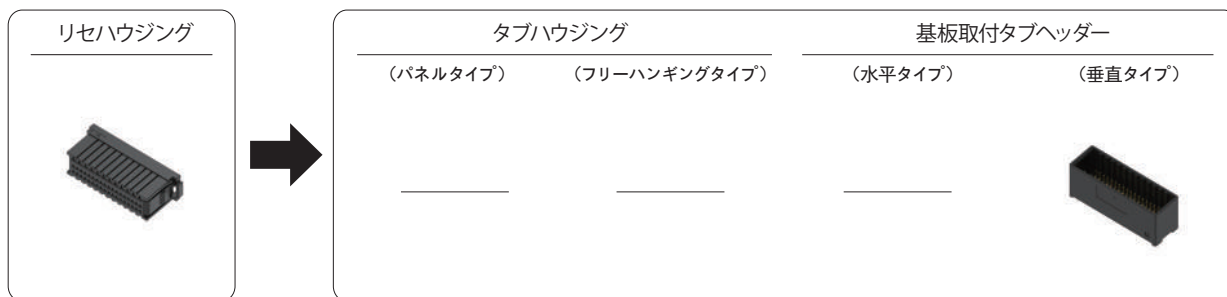 リセハウジング
タブハウジング
基板取付タブヘッダー
（パネルタイプ）
（フリーハンギングタイプ）
（水平タイプ）
（垂直タイプ）